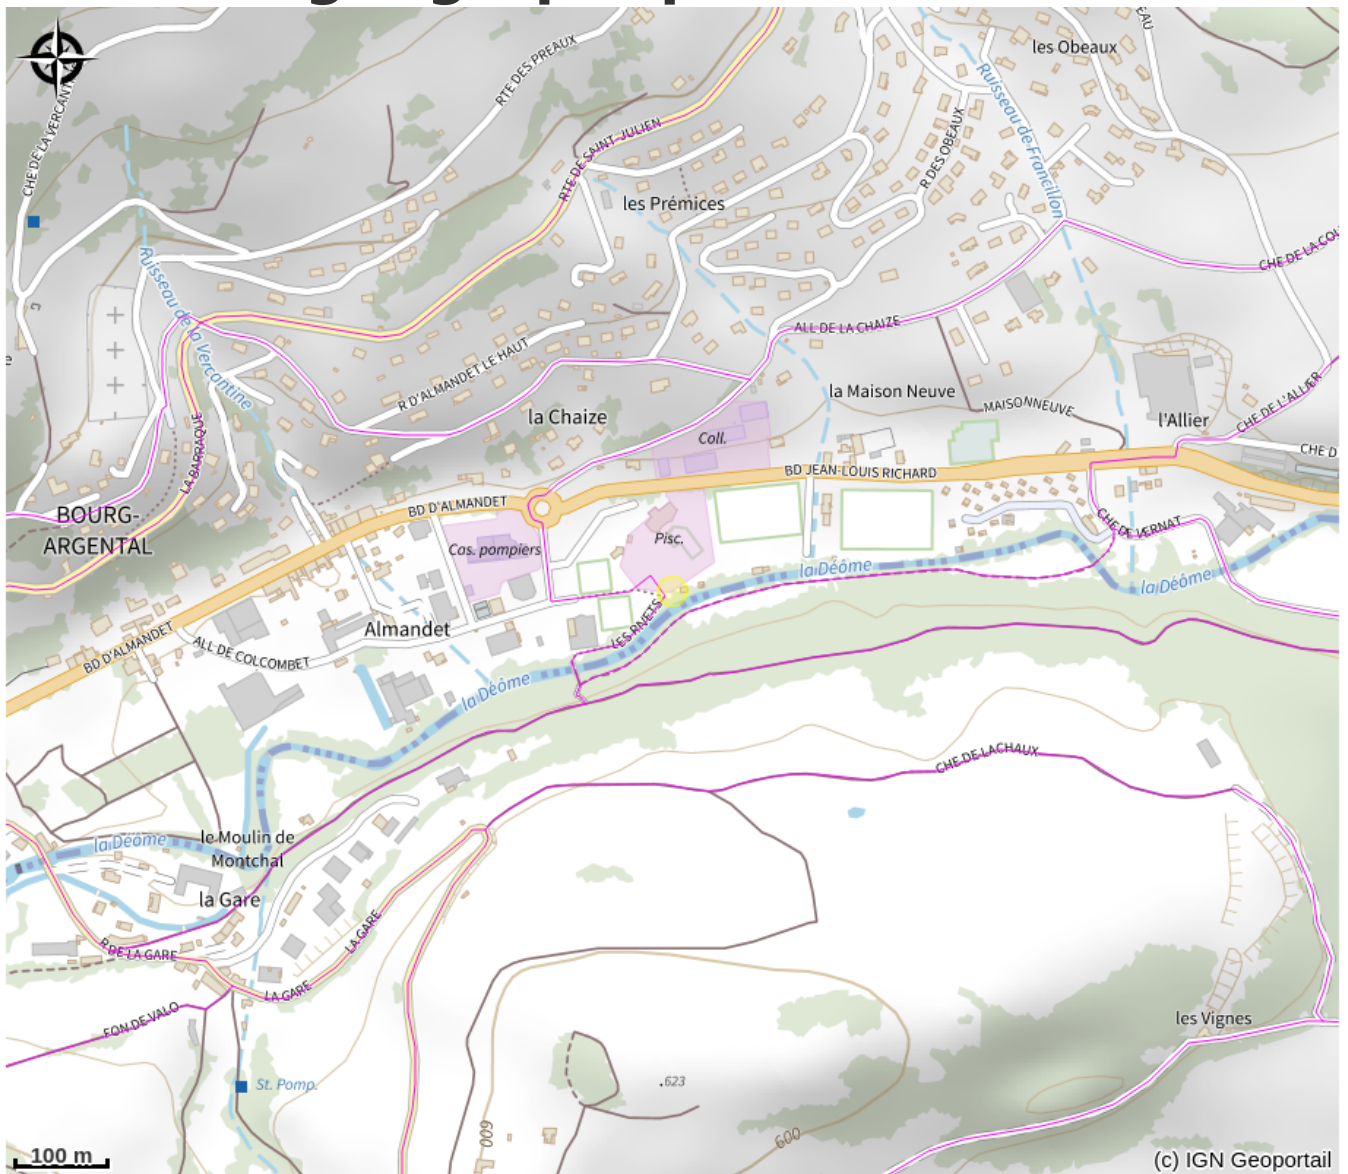 les Obeaux
EAU
RTE DES PREAUX
CHE DE LA VERCANT
Ruisseau de Francillon
RTE DE SAINT-JULIEN
R DES OBEAUX
les Prémices
CHE DE LA COL
Ruisseau de la Vercantine
ALL DE LA CHAIZE
R D'ALMANDET LE HAUT
la Maison Neuve
MAISONNEUVE
CHE DE L'ALLIER
l'Allier
la Chaize
Coll.
LA BARRAQUE
CHE D
BD JEAN-LOUIS RICHARD
BD D'ALMANDET
BOURG-
ARGENTAL
Cas. pompiers
Pisc.
CHE DE VERNAT
la Déôme
la Déôme
LES RIVETS
Almandet
BD D'ALMANDET
ALL DE COLCOMBET
la Déôme
CHE DE LACHAUX
la Déôme
le Moulin de
Montchal
la Gare
R DE LA GARE
LA GARE
LA GARE
FON DE VALO
les Vignes
St. Pomp.
.623
600
600
100 m
(c) IGN Geoportail